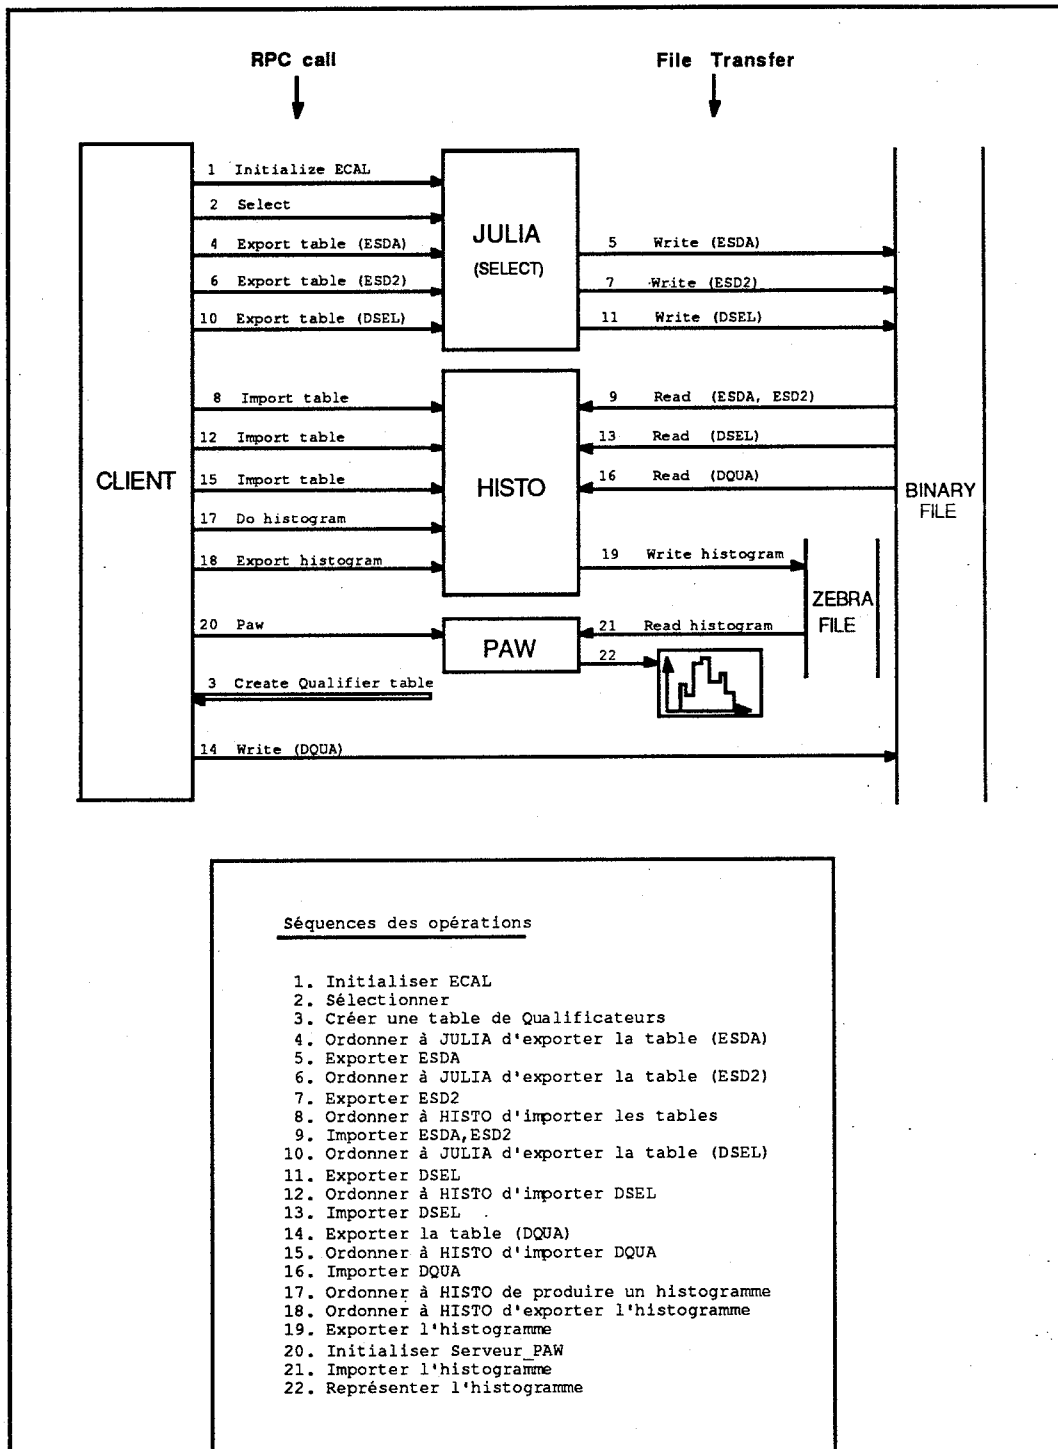 RPC call
File Transfer
1 Initialize ECAL
2 Select
4 Export table (ESDA)
6 Export table (ESD2)
10 Export table (DSEL)
JULIA
(SELECT)
5 Write (ESDA)
7 Write (ESD2)
11 Write (DSEL)
8 Import table
12 Import table
15 Import table
17 Do histogram
18 Export histogram
CLIENT
HISTO
9 Read (ESDA, ESD2)
13 Read (DSEL)
16 Read (DQUA)
BINARY
FILE
19 Write histogram
ZEBRA
FILE
20 Paw
PAW
21 Read histogram
22
3 Create Qualifier table
14 Write (DQUA)
Séquences des opérations
1. Initialiser ECAL
2. Sélectionner
3. Créer une table de Qualificateurs
4. Ordonner à JULIA d'exporter la table (ESDA)
5. Exporter ESDA
6. Ordonner à JULIA d'exporter la table (ESD2)
7. Exporter ESD2
8. Ordonner à HISTO d'importer les tables
9. Importer ESDA,ESD2
10. Ordonner à JULIA d'exporter la table (DSEL)
11. Exporter DSEL
12. Ordonner à HISTO d'importer DSEL
13. Importer DSEL
14. Exporter la table (DQUA)
15. Ordonner à HISTO d'importer DQUA
16. Importer DQUA
17. Ordonner à HISTO de produire un histogramme
18. Ordonner à HISTO d'exporter l'histogramme
19. Exporter l'histogramme
20. Initialiser Serveur_PAW
21. Importer l'histogramme
22. Représenter l'histogramme